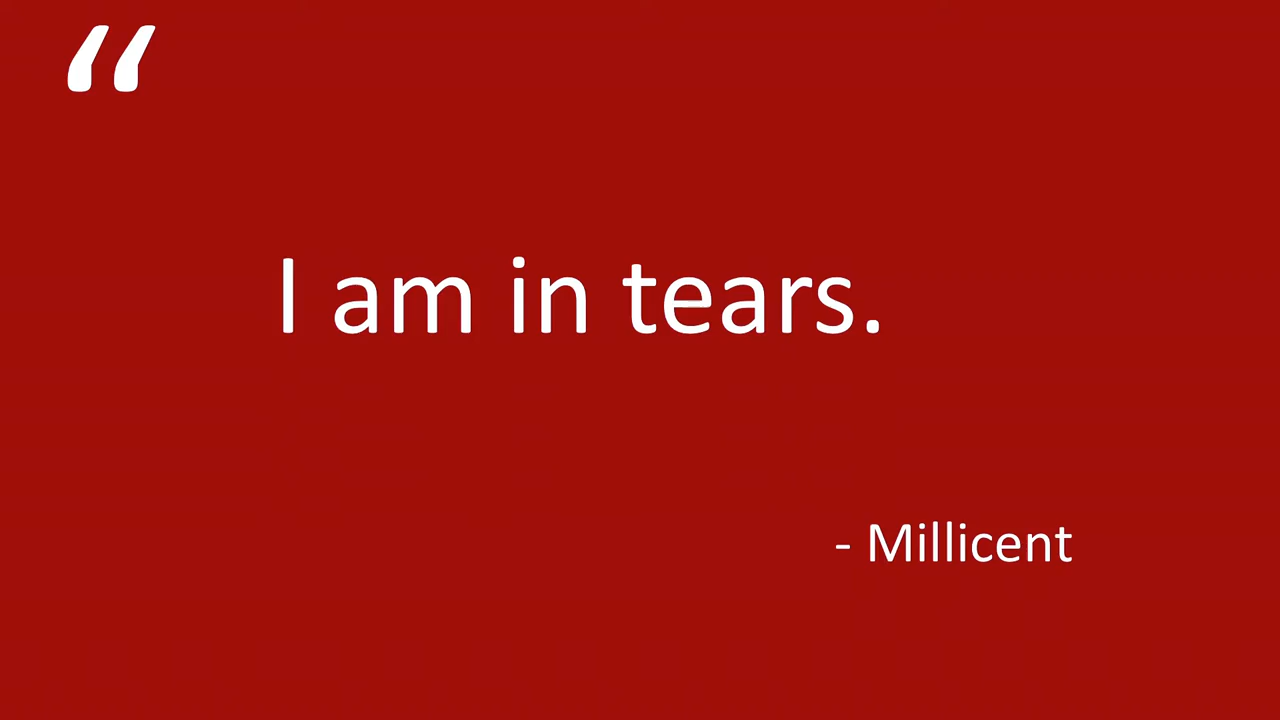 “
I am in tears.
- Millicent